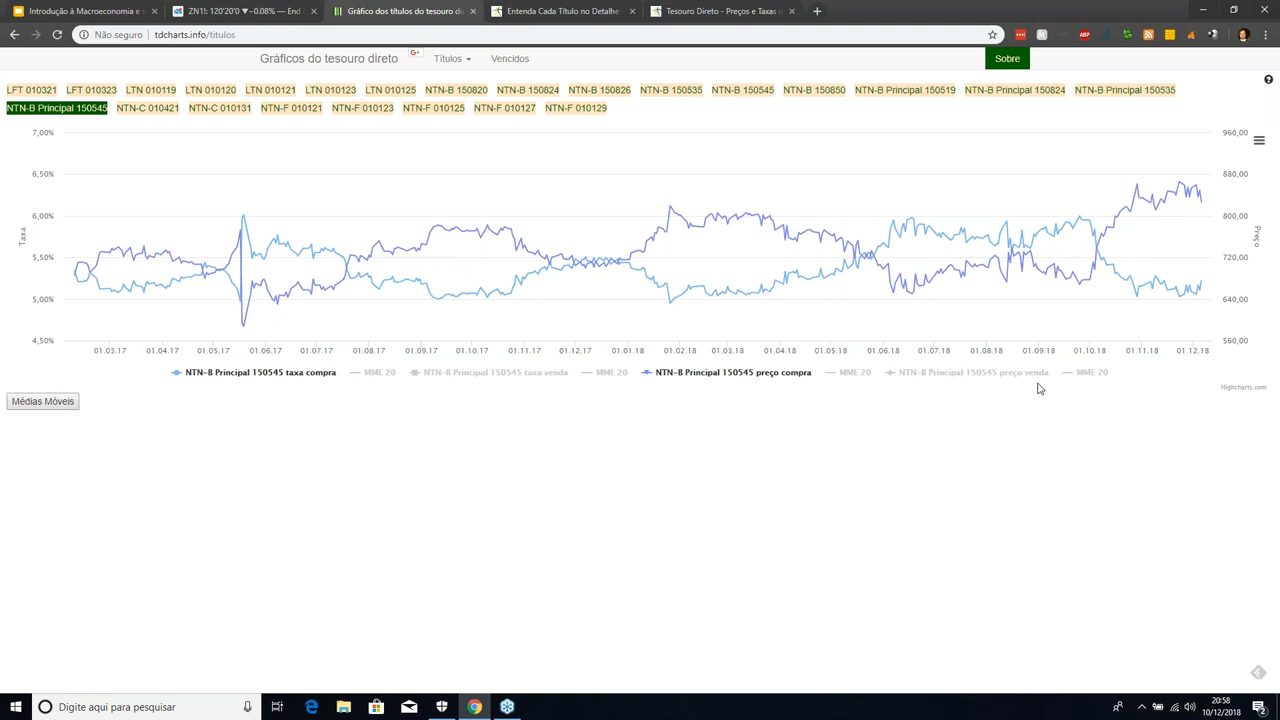 Introdução à Macroeconomia e s
ZN1!: 120'20'0 ▼−0.08% — End o
Gráfico dos títulos do tesouro di
Entenda Cada Título no Detalhe
Tesouro Direto - Preços e Taxas d
Não seguro | tdcharts.info/titulos
ABP
Gráficos do tesouro direto
G+
Títulos
Vencidos
Sobre
LFT 010321 LFT 010323 LTN 010119 LTN 010120 LTN 010121 LTN 010123 LTN 010125 NTN-B 150820 NTN-B 150824 NTN-B 150826 NTN-B 150535 NTN-B 150545 NTN-B 150850 NTN-B Principal 150519 NTN-B Principal 150824 NTN-B Principal 150535
NTN-B Principal 150545 NTN-C 010421 NTN-C 010131 NTN-F 010121 NTN-F 010123 NTN-F 010125 NTN-F 010127 NTN-F 010129
7,00% 960,00
6,50% 880,00
6,00% 800,00
Taxa
Preço
5,50% 720,00
5,00% 640,00
4,50% 560,00
01.03.17 01.04.17 01.05.17 01.06.17 01.07.17 01.08.17 01.09.17 01.10.17 01.11.17 01.12.17 01.01.18 01.02.18 01.03.18 01.04.18 01.05.18 01.06.18 01.07.18 01.08.18 01.09.18 01.10.18 01.11.18 01.12.18
NTN-B Principal 150545 taxa compra MME 20 NTN-B Principal 150545 taxa venda MME 20 NTN-B Principal 150545 preço compra MME 20 NTN-B Principal 150545 preço venda MME 20
Highcharts.com
Médias Móveis
Digite aqui para pesquisar
20:58
10/12/2018
2